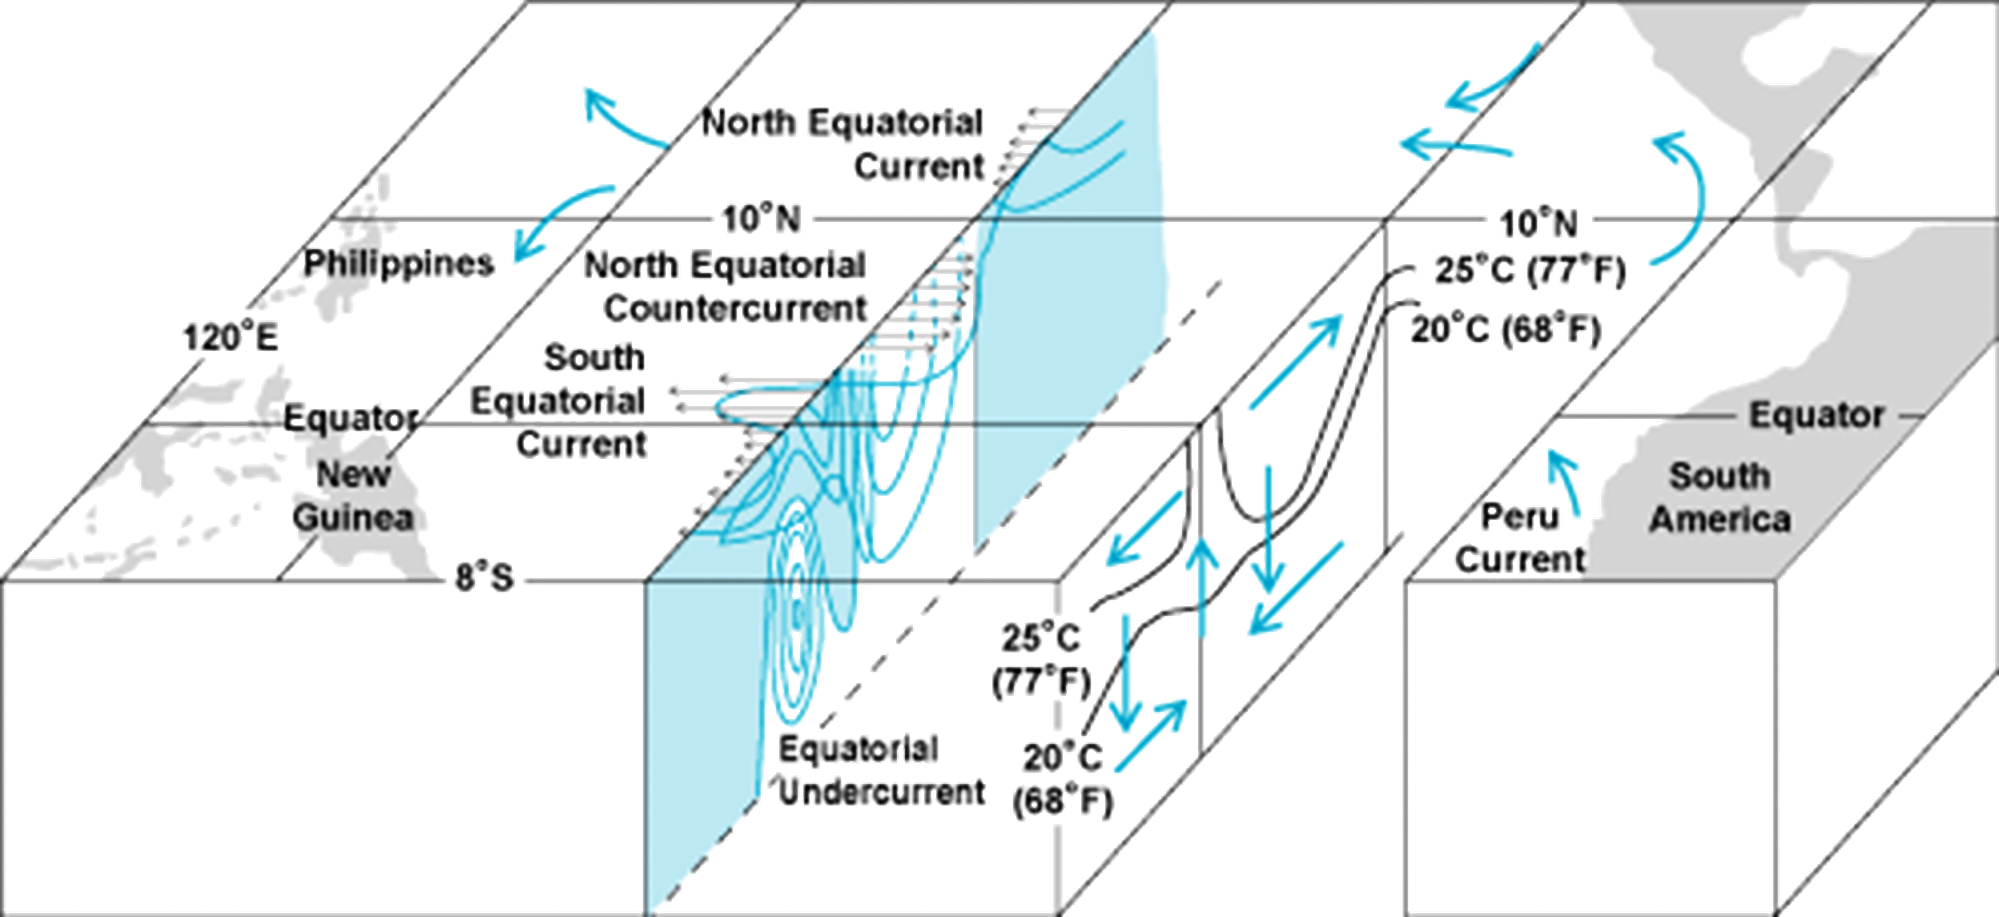 North Equatorial
Current
10°N
10°N
Philippines
North Equatorial
Countercurrent
25°C (77°F)
120°E
20°C (68°F)
South
Equatorial
Current
Equator
Equator
New
Guinea
South
America
Peru
Current
8°S
25°C
(77°F)
Equatorial
Undercurrent
20°C
(68°F)